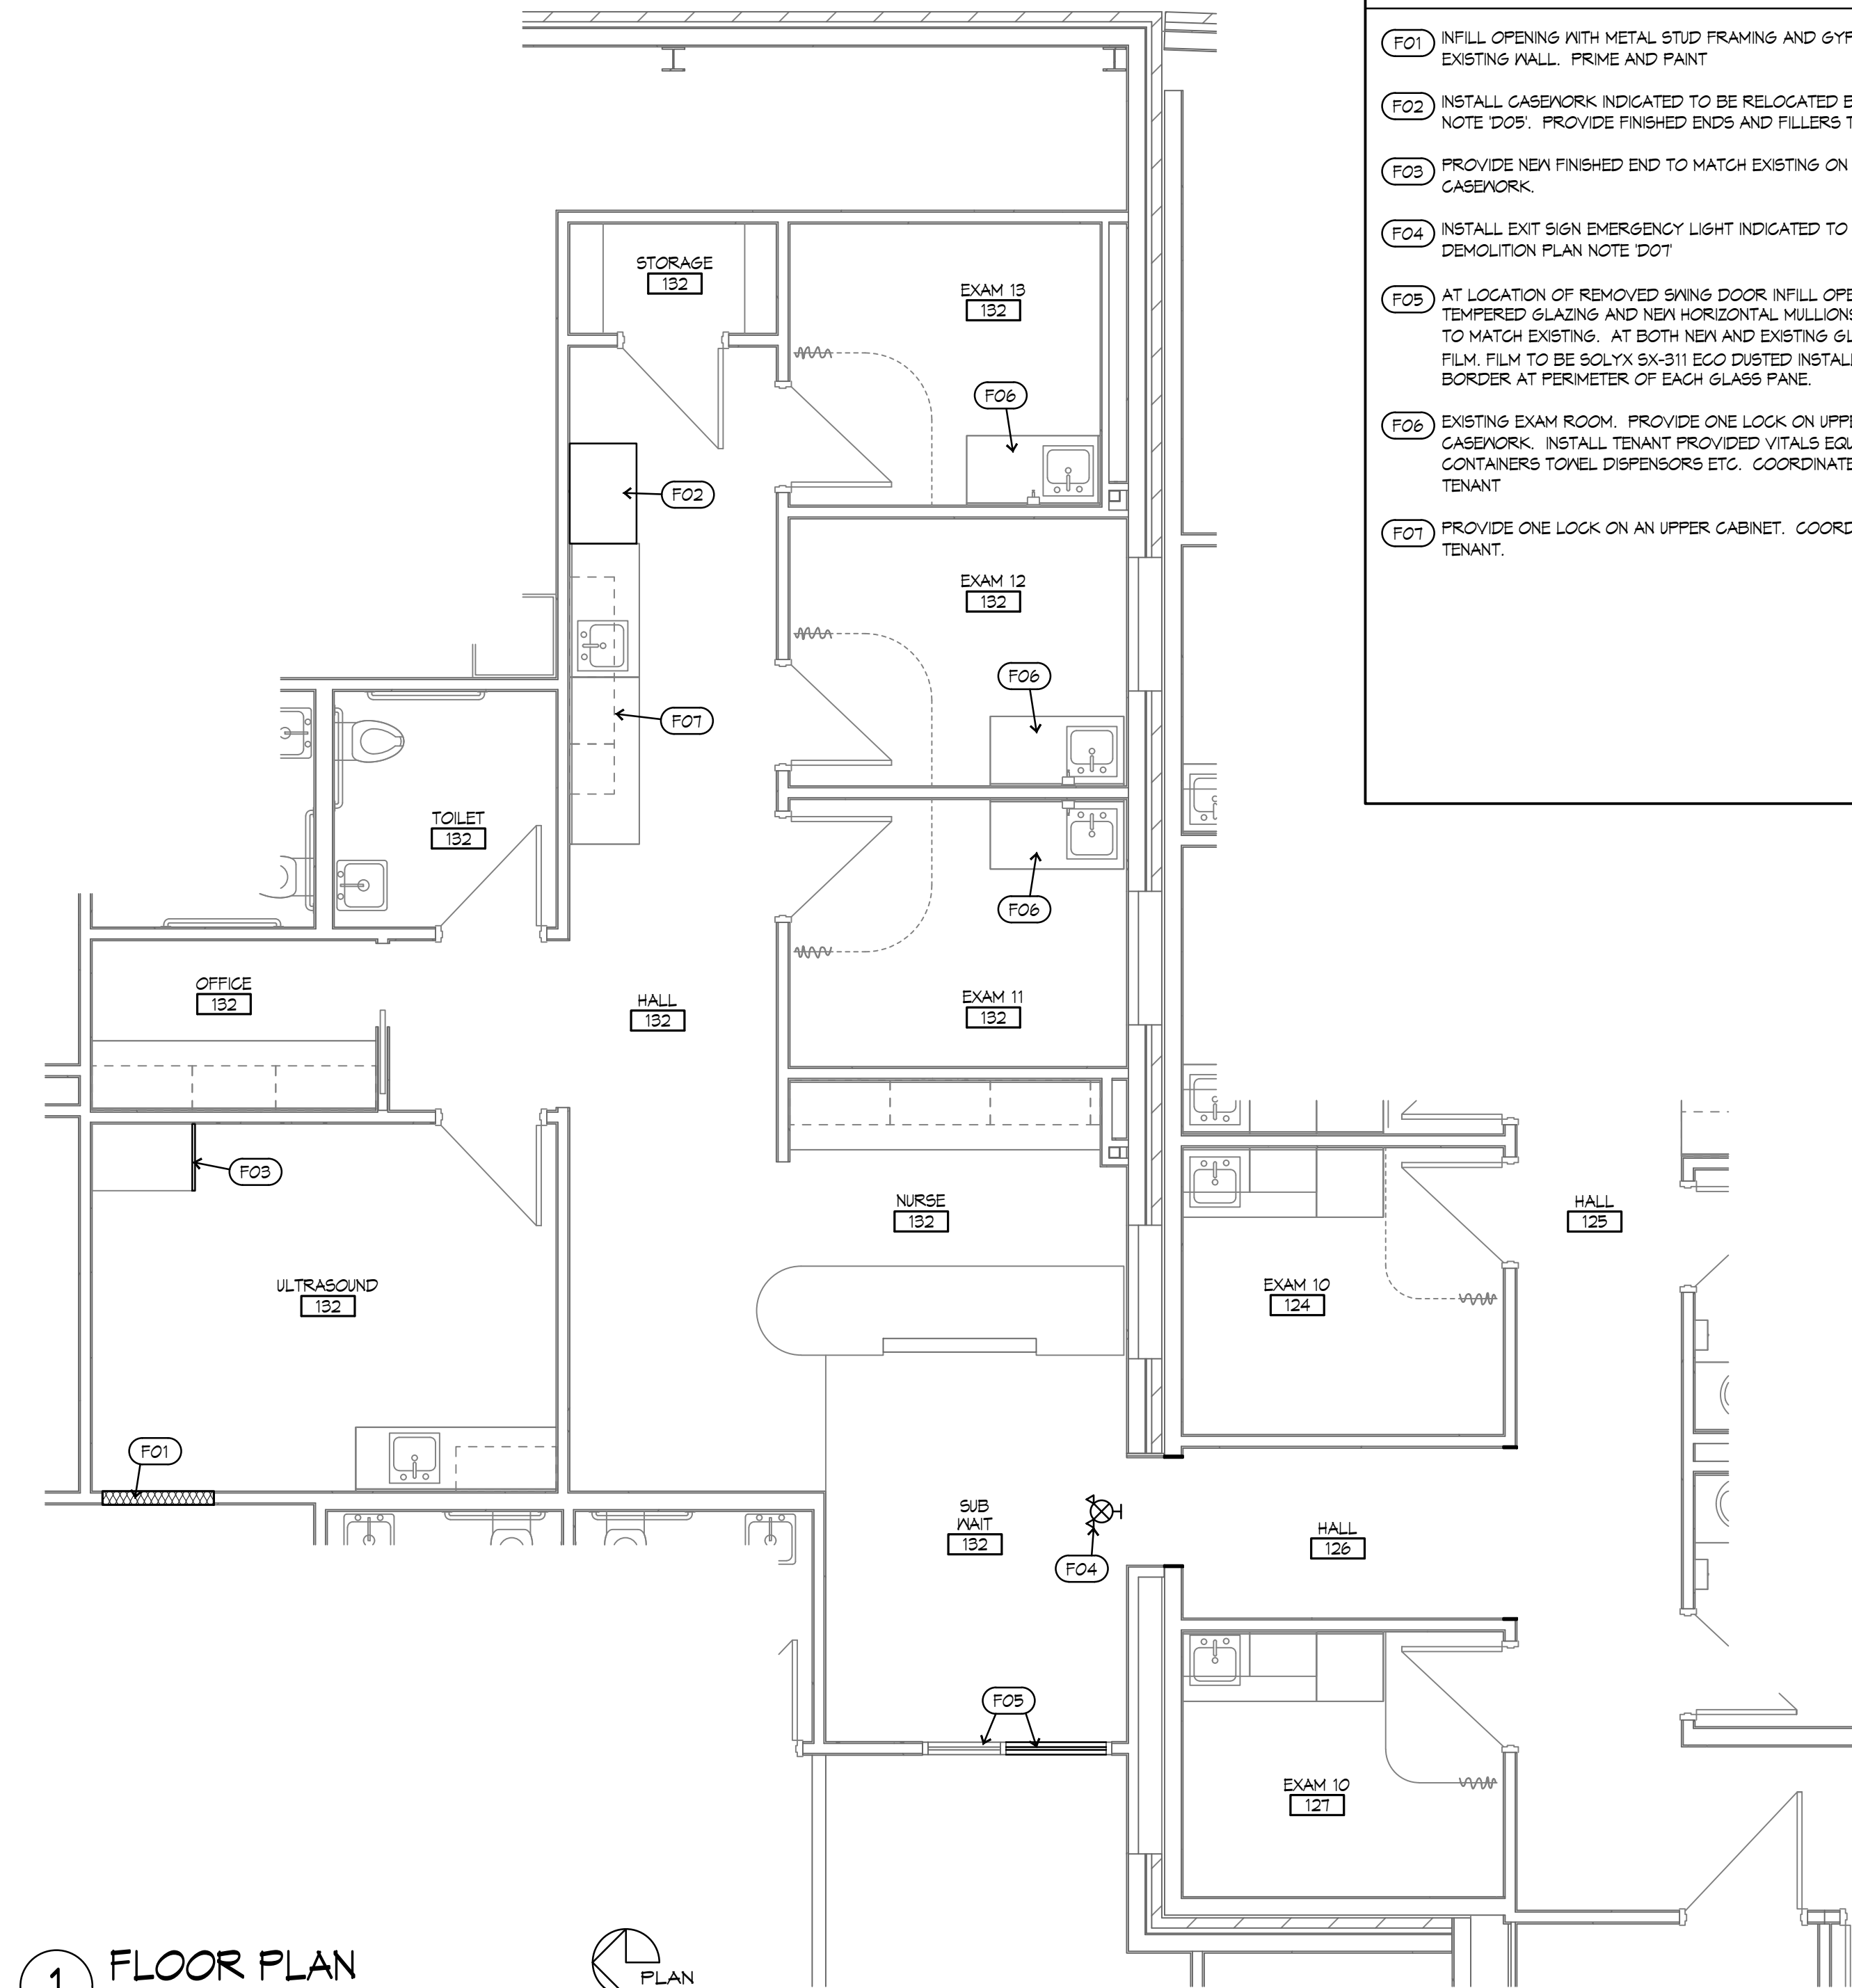 F01 INFILL OPENING WITH METAL STUD FRAMING AND
EXISTING WALL. PRIME AND PAINT
F02 INSTALL CASEWORK INDICATED TO BE RELOCATED
NOTE 'D05'. PROVIDE FINISHED ENDS AND FILLERS
F03 PROVIDE NEW FINISHED END TO MATCH EXISTING ON
CASEWORK.
F04 INSTALL EXIT SIGN EMERGENCY LIGHT INDICATED TO
DEMOLITION PLAN NOTE 'D07'
F05 AT LOCATION OF REMOVED SWING DOOR INFILL
TEMPERED GLAZING AND NEW HORIZONTAL MULLIONS
TO MATCH EXISTING. AT BOTH NEW AND EXISTING
FILM. FILM TO BE SOLYX SX-311 ECO DUSTED
BORDER AT PERIMETER OF EACH GLASS PANE.
F06 EXISTING EXAM ROOM. PROVIDE ONE LOCK ON
CASEWORK. INSTALL TENANT PROVIDED VITALS
CONTAINERS TOWEL DISPENSORS ETC. COORDINATE
TENANT
F07 PROVIDE ONE LOCK ON AN UPPER CABINET.
TENANT.
STORAGE
132
EXAM 13
132
F06
F02
EXAM 12
132
F06
F07
TOILET
132
F06
OFFICE
132
HALL
132
EXAM 11
132
F03
NURSE
132
HALL
125
ULTRASOUND
132
EXAM 10
124
F01
SUB
WAIT
132
F04
HALL
126
F05
EXAM 10
127
1
FLOOR PLAN
PLAN